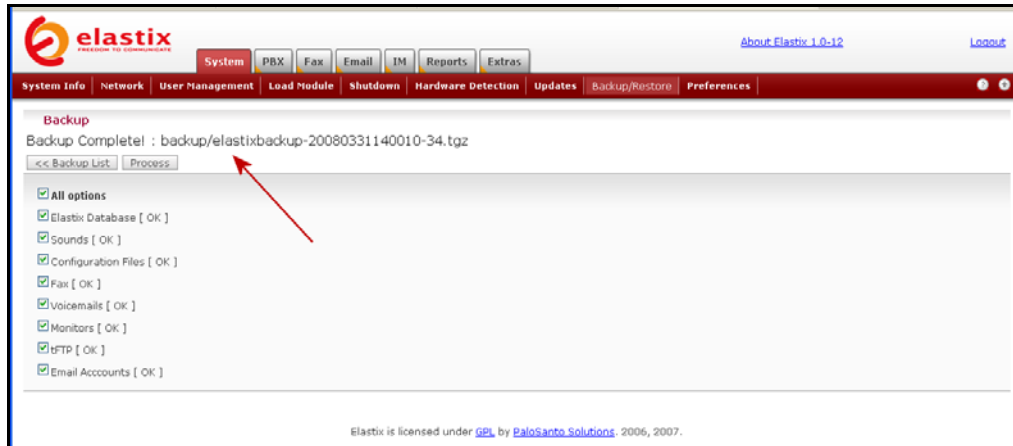 elastix
FREEDOM TO COMMUNICATE
About Elastix 1.0-12 Logout
System PBX Fax Email IM Reports Extras
System Info Network User Management Load Module Shutdown Hardware Detection Updates Backup/Restore Preferences
Backup
Backup Complete! : backup/elastixbackup-20080331140010-34.tgz
<< Backup List Process
All options
Elastix Database [ OK ]
Sounds [ OK ]
Configuration Files [ OK ]
Fax [ OK ]
Voicemails [ OK ]
Monitors [ OK ]
tFTP [ OK ]
Email Acccounts [ OK ]
Elastix is licensed under GPL by PaloSanto Solutions. 2006, 2007.